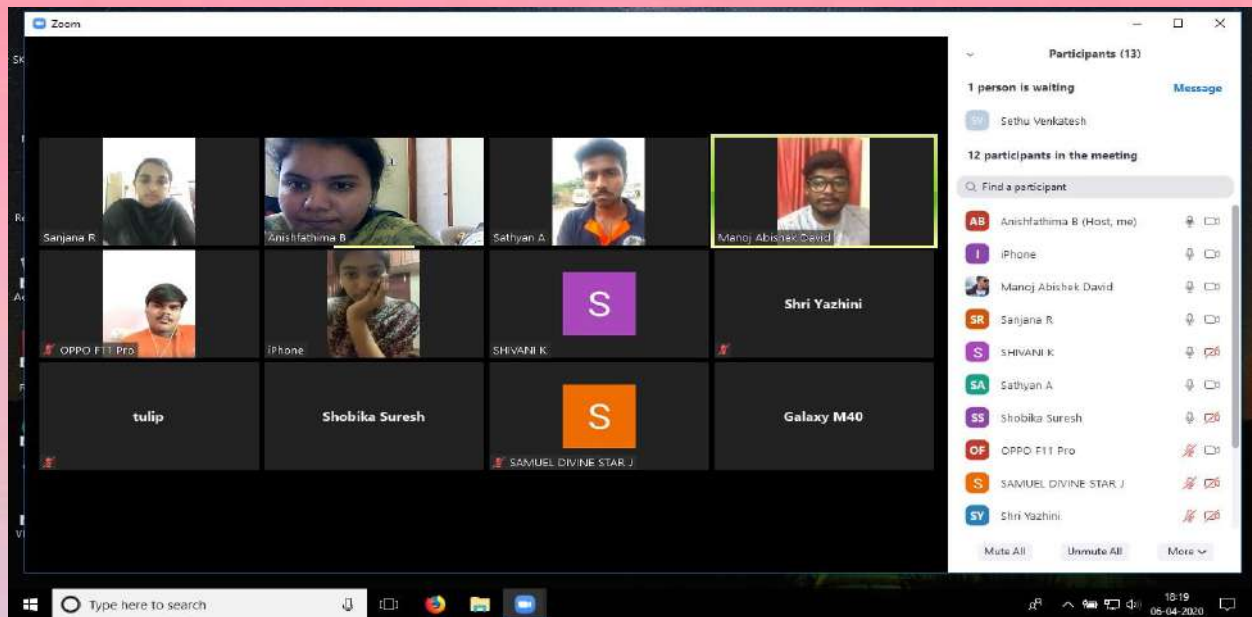 Zoom
Participants (13)
1 person is waiting
Message
SV
Sethu Venkatesh
12 participants in the meeting
Find a participant
AB
Anishfathima B (Host, me)
I
iPhone
Manoj Abishek David
SR
Sanjana R
S
SHIVANI K
SA
Sathyan A
SS
Shobika Suresh
OF
OPPO F11 Pro
S
SAMUEL DIVINE STAR J
SY
Shri Yazhini
Mute All
Unmute All
More
Sanjana R
Anishfathima B
Sathyan A
Manoj Abishek David
OPPO F11 Pro
iPhone
S
SHIVANI K
Shri Yazhini
tulip
Shobika Suresh
S
SAMUEL DIVINE STAR J
Galaxy M40
Type here to search
18:19
06-04-2020